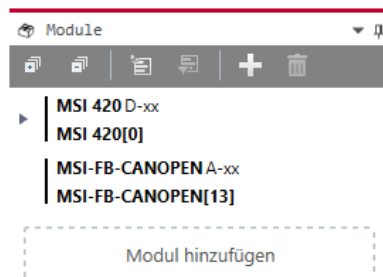 Module
MSI 420 D-xx
MSI 420[0]
MSI-FB-CANOPEN A-xx
MSI-FB-CANOPEN[13]
Modul hinzufügen